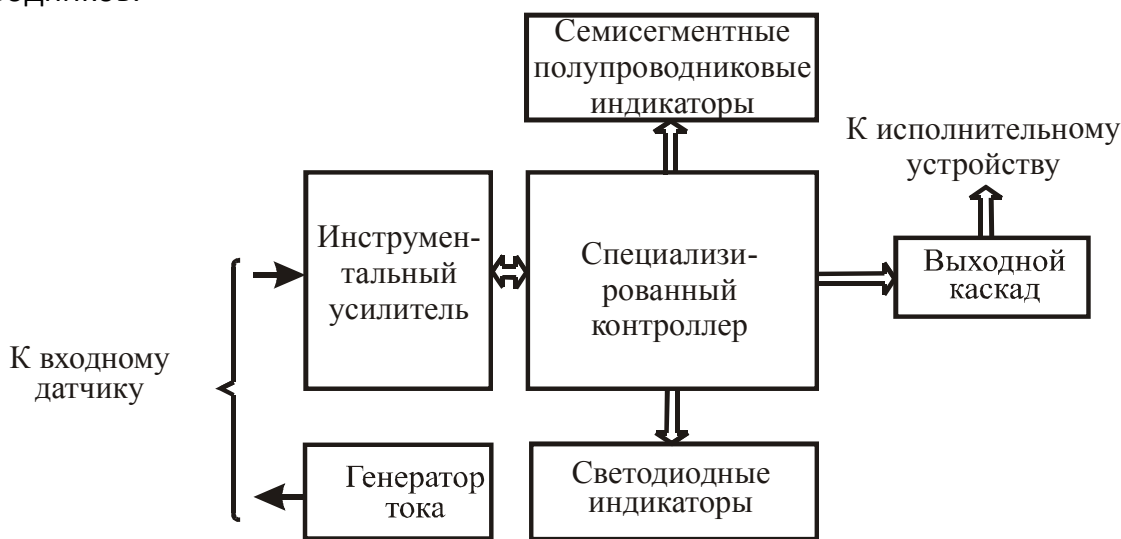 Семисегментные
полупроводниковые
индикаторы
К исполнительному
устройству
Инструмен-
тальный
усилитель
Специализи-
рованный
контроллер
Выходной
каскад
К входному
датчику
Генератор
тока
Светодиодные
индикаторы